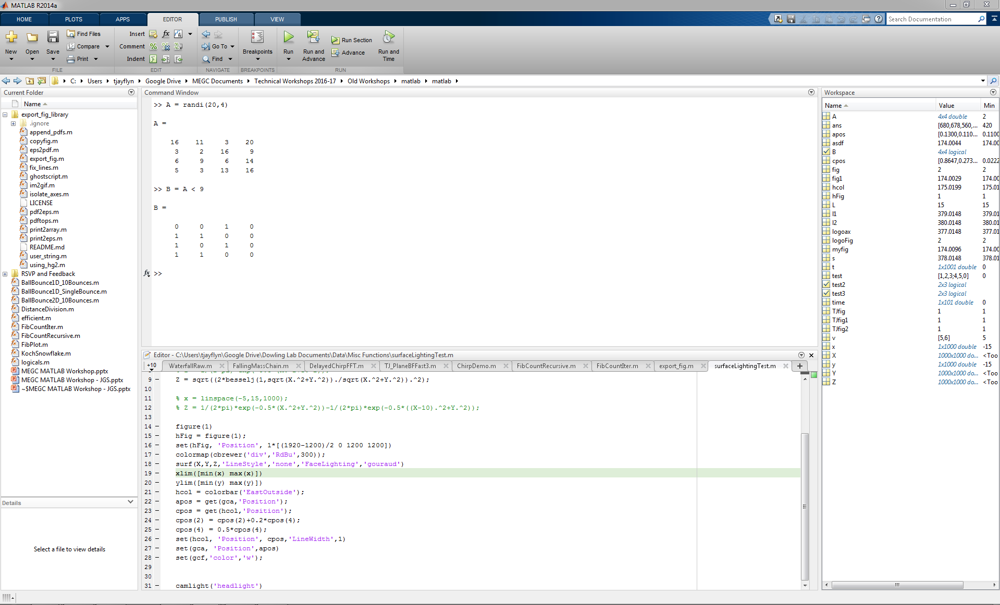 MATLAB R2014a
HOME PLOTS APPS EDITOR PUBLISH VIEW
Search Documentation
New Open Save
Find Files
Compare
Print
FILE
Insert fx
Comment
Indent
EDIT
Go To
Find
NAVIGATE
Breakpoints
BREAKPOINTS
Run
Run and Advance
Run Section
Advance
Run and Time
RUN
C: Users tjayflyn Google Drive MEGC Documents Technical Workshops 2016-17 Old Workshops matlab matlab
Current Folder
Name
export_fig_library
.ignore
append_pdfs.m
copyfig.m
eps2pdf.m
export_fig.m
fix_lines.m
ghostscript.m
im2gif.m
isolate_axes.m
LICENSE
pdf2eps.m
pdftops.m
print2array.m
print2eps.m
README.md
user_string.m
using_hg2.m
RSVP and Feedback
BallBounce1D_10Bounces.m
BallBounce1D_SingleBounce.m
BallBounce2D_10Bounces.m
DistanceDivision.m
efficient.m
FibCountIter.m
FibCountRecursive.m
FibPlot.m
KochSnowflake.m
logicals.m
MEGC MATLAB Workshop.pptx
MEGC MATLAB Workshop - JGS.pptx
~$MEGC MATLAB Workshop - JGS.pptx
Details
Select a file to view details
Command Window
>> A = randi(20,4)
A =
16 11 3 20
3 2 16 9
6 9 6 14
5 3 13 16
>> B = A < 9
B =
0 0 1 0
1 1 0 0
1 0 1 0
1 1 0 0
fx >>
Editor - C:\Users\tjayflyn\Google Drive\Dowling Lab Documents\Data\Misc Functions\surfaceLightingTest.m
+10 WaterfallRaw.m FallingMassChain.m DelayedChirpFFT.m TJ_PlaneBFFast3.m ChirpDemo.m FibCountRecursive.m FibCountIter.m export_fig.m surfaceLightingTest.m +
9 – Z = sqrt((2*besselj(1,sqrt(X.^2+Y.^2))./sqrt(X.^2+Y.^2)).^2);
10
11 % x = linspace(-5,15,1000);
12 % Z = 1/(2*pi)*exp(-0.5*(X.^2+Y.^2))-1/(2*pi)*exp(-0.5*((X-10).^2+Y.^2));
13
14 – figure(1)
15 – hFig = figure(1);
16 – set(hFig, 'Position', 1*[(1920-1200)/2 0 1200 1200])
17 – colormap(cbrewer('div','RdBu',300));
18 – surf(X,Y,Z,'LineStyle','none','FaceLighting','gouraud')
19 – xlim([min(x) max(x)])
20 – ylim([min(y) max(y)])
21 – hcol = colorbar('EastOutside');
22 – apos = get(gca,'Position');
23 – cpos = get(hcol,'Position');
24 – cpos(2) = cpos(2)+0.2*cpos(4);
25 – cpos(4) = 0.5*cpos(4);
26 – set(hcol, 'Position', cpos,'LineWidth',1)
27 – set(gca, 'Position',apos)
28 – set(gcf,'color','w');
29
30
31 – camlight('headlight')
Workspace
Name Value Min
A 4x4 double 2
ans [680,678,560,... 420
apos [0.1300,0.110... 0.1100
asdf 174.0044 174.00
B 4x4 logical
cpos [0.8647,0.273... 0.0222
fig 2 2
fig1 174.0029 174.00
hcol 175.0199 175.01
hFig 1 1
L 15 15
l1 379.0148 379.01
l2 380.0148 380.01
logoax 377.0148 377.01
logoFig 2 2
myfig 174.0096 174.00
s 378.0148 378.01
t 1x1001 double 0
test [1,2,3;4,5,0] 0
test2 2x3 logical
test3 2x3 logical
time 1x101 double 0
TJfig 1 1
TJfig1 1 1
TJfig2 1 1
v [5,6] 5
x 1x1000 double -15
X 1000x1000 do... <Too
y 1x1000 double -15
Y 1000x1000 do... <Too
Z 1000x1000 do... <Too